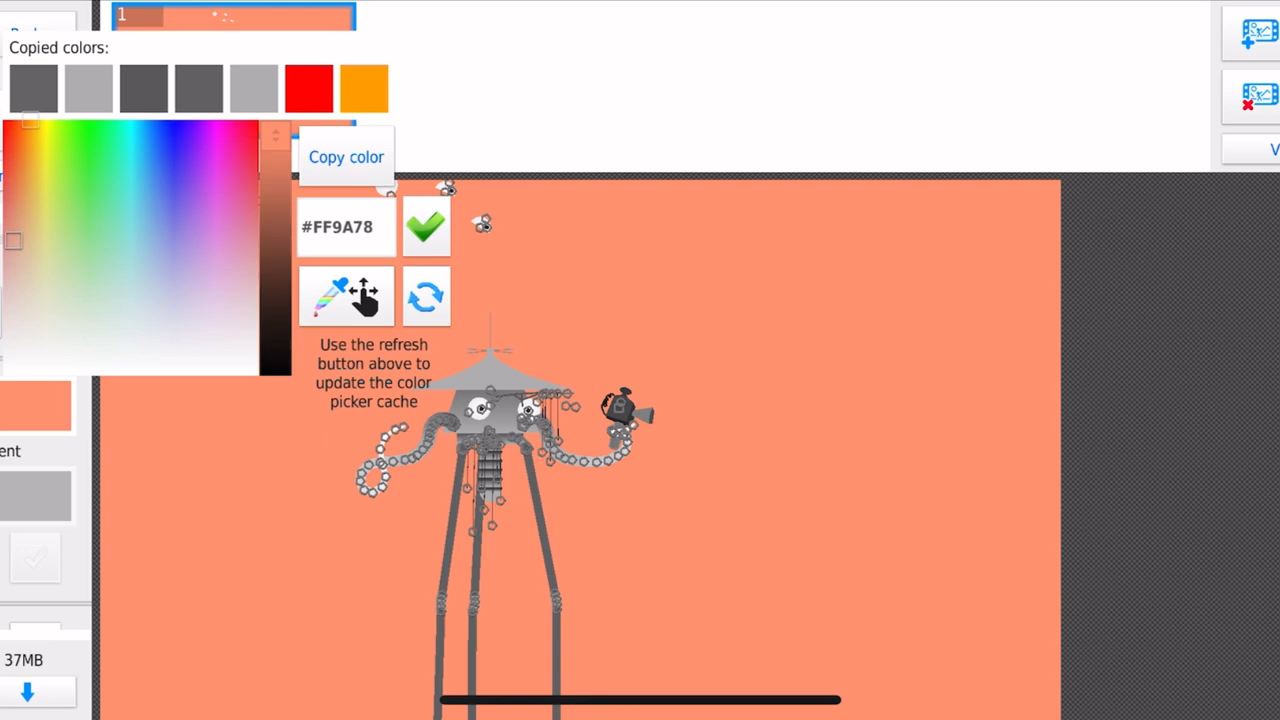 1
Copied colors:
Copy color
#FF9A78
Use the refresh
button above to
update the color
picker cache
ent
37MB
V